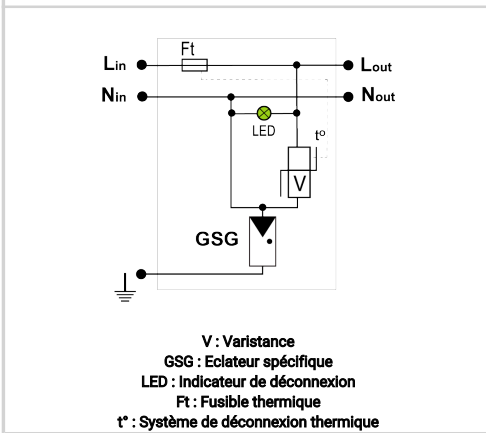 Ft
Lin Lout
Nin Nout
LED
t°
V
GSG
V : Varistance
GSG : Eclateur spécifique
LED : Indicateur de déconnexion
Ft : Fusible thermique
t° : Système de déconnexion thermique